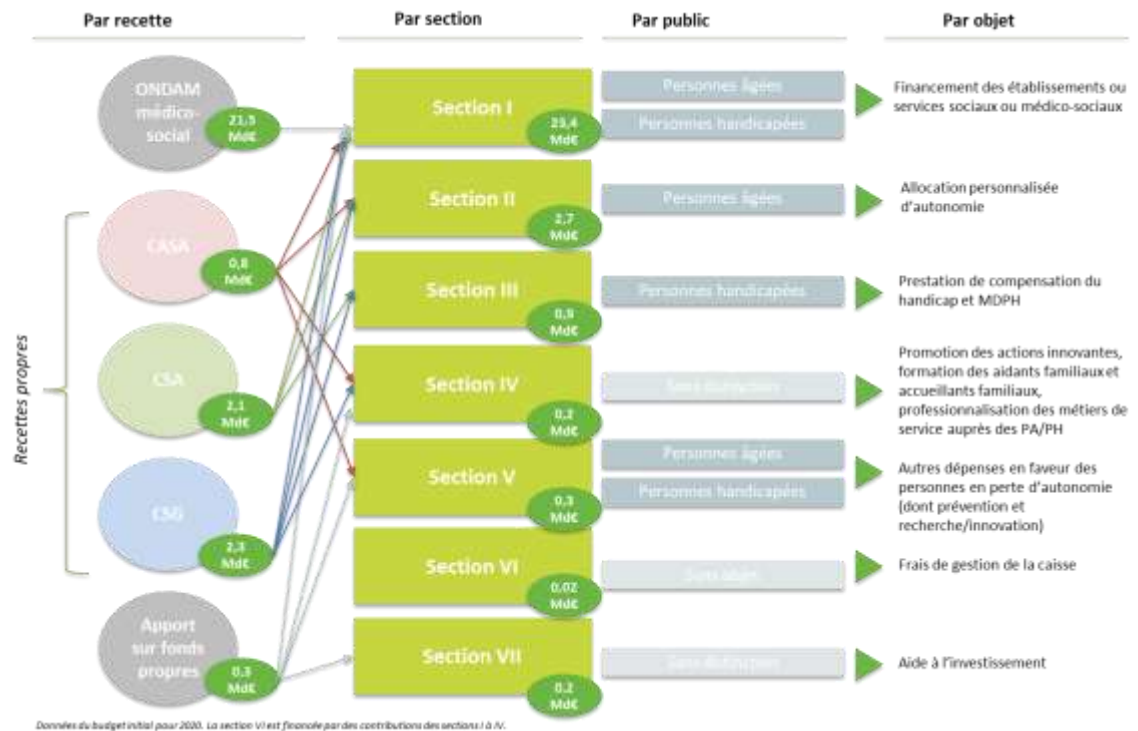 Par recette
Par section
Par public
Par objet
ONDAM
médico-
social
21,5
Md€
CASA
0,8
Md€
CSA
2,1
Md€
CSG
2,3
Md€
Apport
sur fonds
propres
0,3
Md€
Recettes propres
Section I
23,4
Md€
Section II
2,7
Md€
Section III
0,9
Md€
Section IV
0,2
Md€
Section V
0,3
Md€
Section VI
0,02
Md€
Section VII
0,2
Md€
Personnes âgées
Personnes handicapées
Personnes âgées
Personnes handicapées
Sans distinction
Personnes âgées
Personnes handicapées
Sans objet
Sans distinction
Financement des établissements ou
services sociaux ou médico-sociaux
Allocation personnalisée
d'autonomie
Prestation de compensation du
handicap et MDPH
Promotion des actions innovantes,
formation des aidants familiaux et
accueillants familiaux,
professionnalisation des métiers de
service auprès des PA/PH
Autres dépenses en faveur des
personnes en perte d'autonomie
(dont prévention et
recherche/innovation)
Frais de gestion de la caisse
Aide à l'investissement
Données du budget initial pour 2020. La section VI est financée par des contributions des sections I à IV.